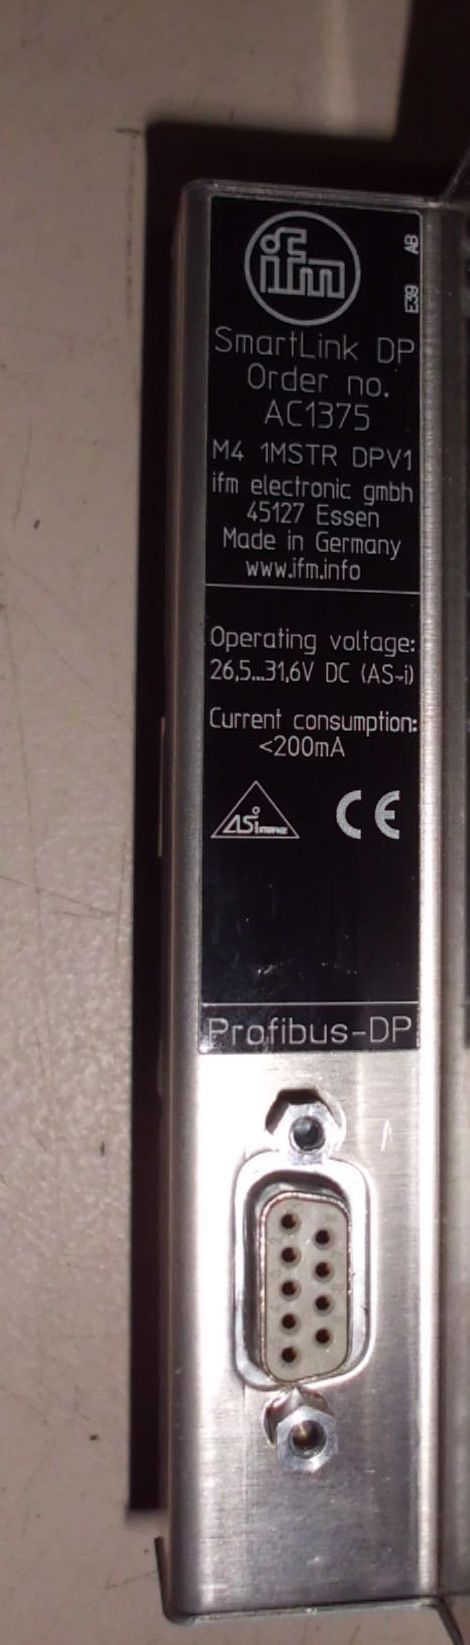 ifm
AB
E39
SmartLink DP
Order no.
AC1375
M4 1MSTR DPV1
ifm electronic gmbh
45127 Essen
Made in Germany
www.ifm.info
Operating voltage:
26,5...31,6V DC (AS-i)
Current consumption:
<200mA
ASi INTERFACE
CE
Profibus-DP